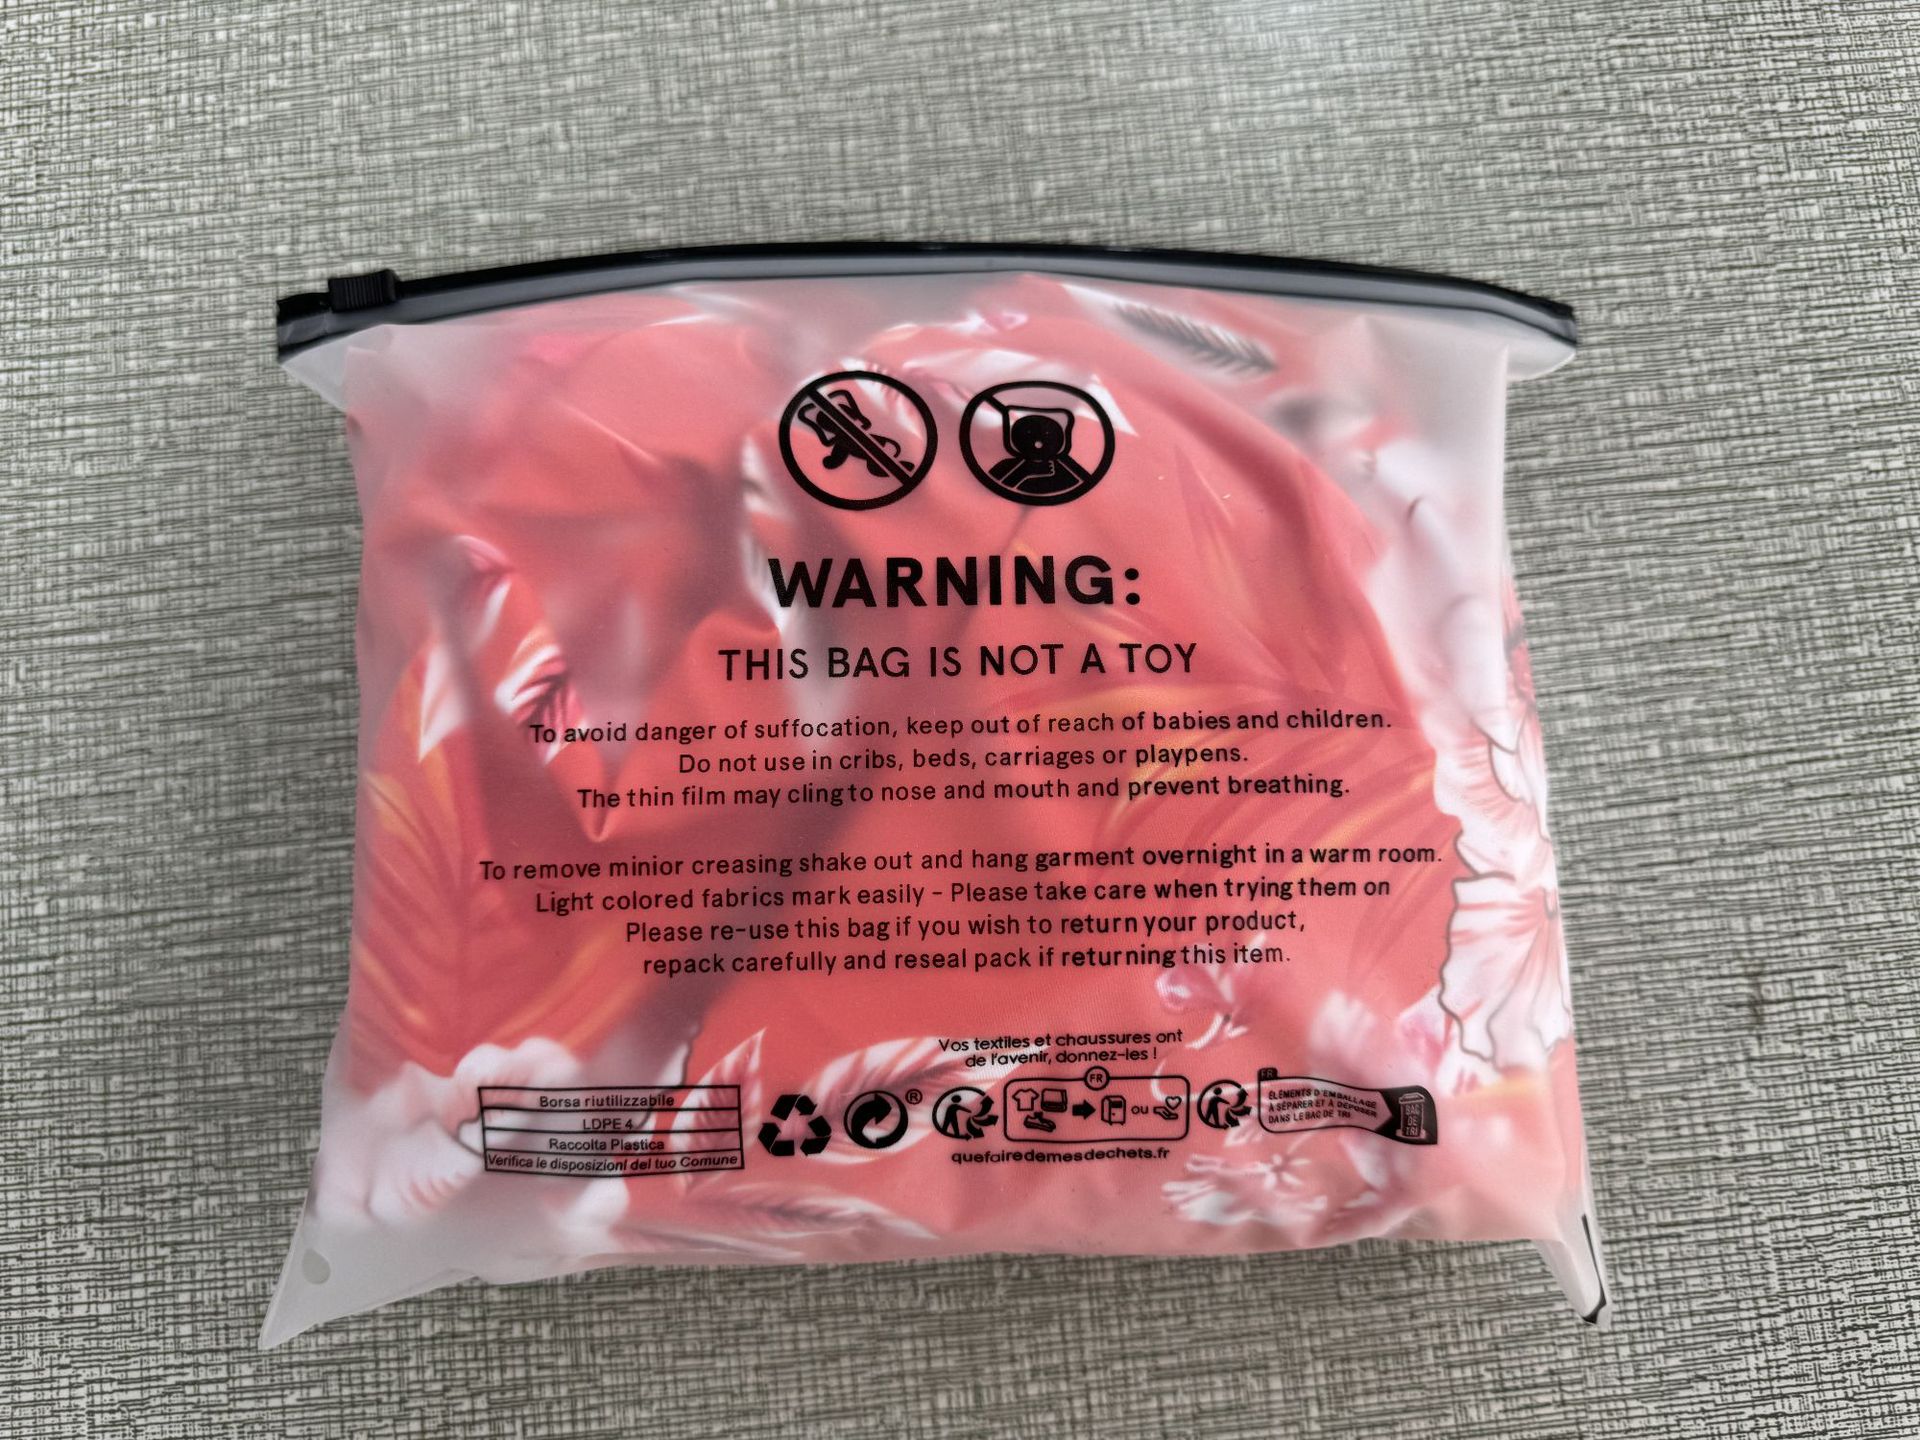 WARNING:
THIS BAG IS NOT A TOY
To avoid danger of suffocation, keep out of reach of babies and children.
Do not use in cribs, beds, carriages or playpens.
The thin film may cling to nose and mouth and prevent breathing.
To remove minior creasing shake out and hang garment overnight in a warm room.
Light colored fabrics mark easily - Please take care when trying them on
Please re-use this bag if you wish to return your product,
repack carefully and reseal pack if returning this item.
Vos textiles et chaussures ont
de l'avenir, donnez-les !
Borsa riutilizzabile
LDPE 4
Raccolta Plastica
Verifica le disposizioni del tuo Comune
®
FR
OU
quefairedemesdechets.fr
FR
ÉLÉMENTS D'EMBALLAGE
À SÉPARER ET À DÉPOSER
DANS LE BAC DE TRI
BAC
DE
TRI